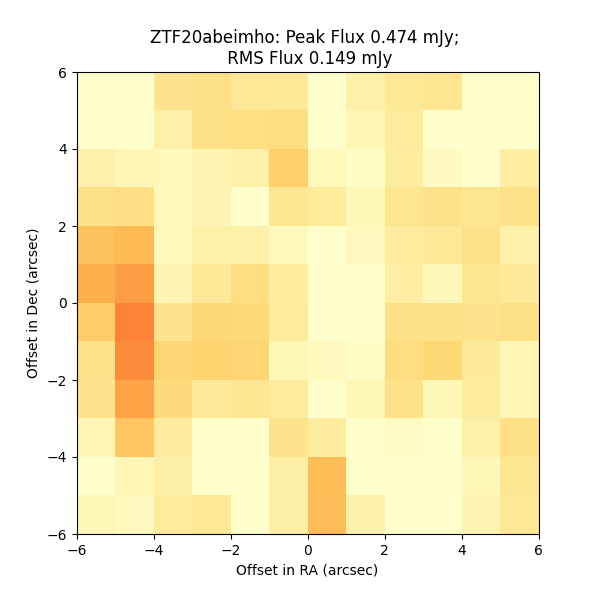 ZTF20abeimho: Peak Flux 0.474 mJy;
RMS Flux 0.149 mJy
6
4
2
0
−2
−4
−6
Offset in Dec (arcsec)
−6 −4 −2 0 2 4 6
Offset in RA (arcsec)